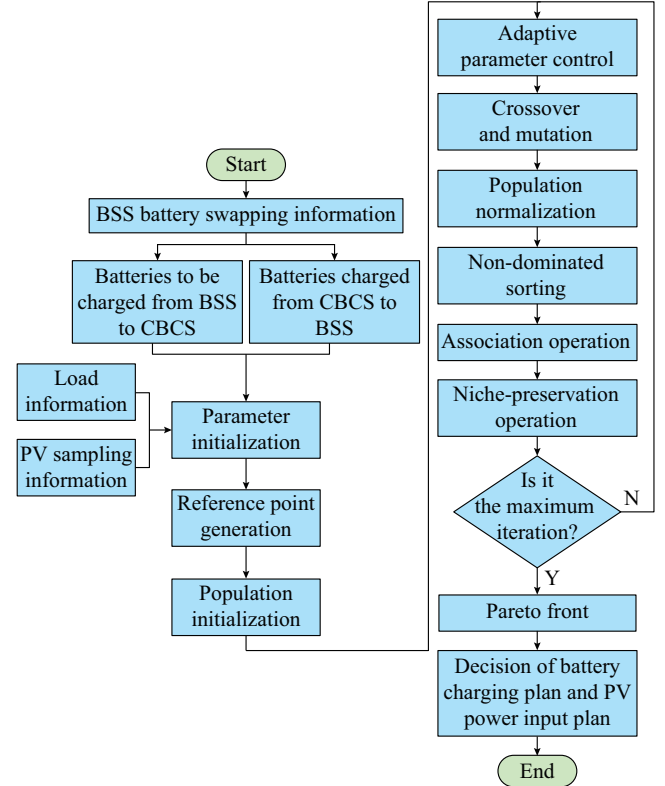 Start
BSS battery swapping information
Batteries to be
charged from BSS
to CBCS
Batteries charged
from CBCS to
BSS
Load
information
PV sampling
information
Parameter
initialization
Reference point
generation
Population
initialization
Adaptive
parameter control
Crossover
and mutation
Population
normalization
Non-dominated
sorting
Association operation
Niche-preservation
operation
Is it
the maximum
iteration?
N
Y
Pareto front
Decision of battery
charging plan and PV
power input plan
End